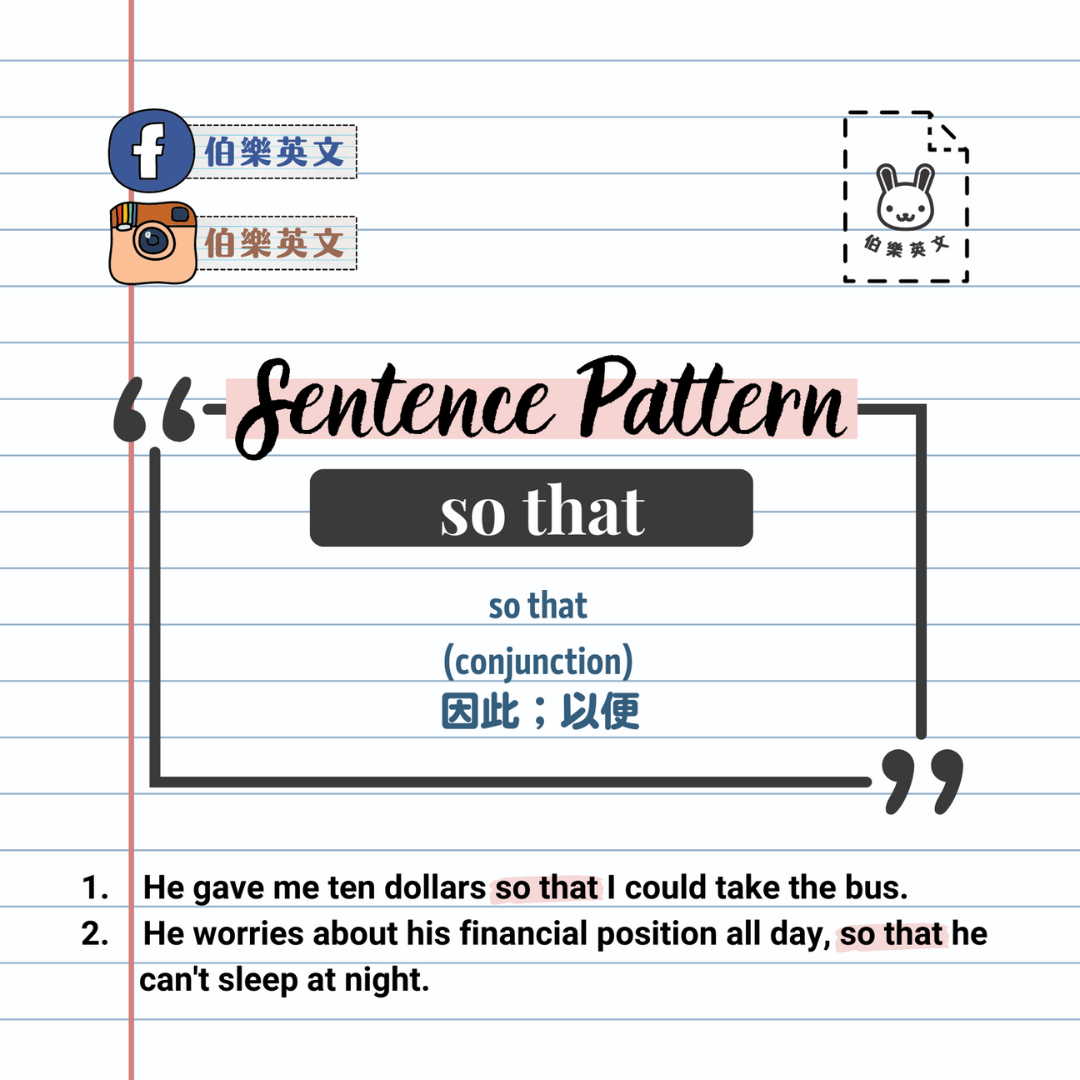 伯樂英文
伯樂英文
伯樂英文
Sentence Pattern
so that
so that
(conjunction)
因此；以便
1. He gave me ten dollars so that I could take the bus.
2. He worries about his financial position all day, so that he
can't sleep at night.